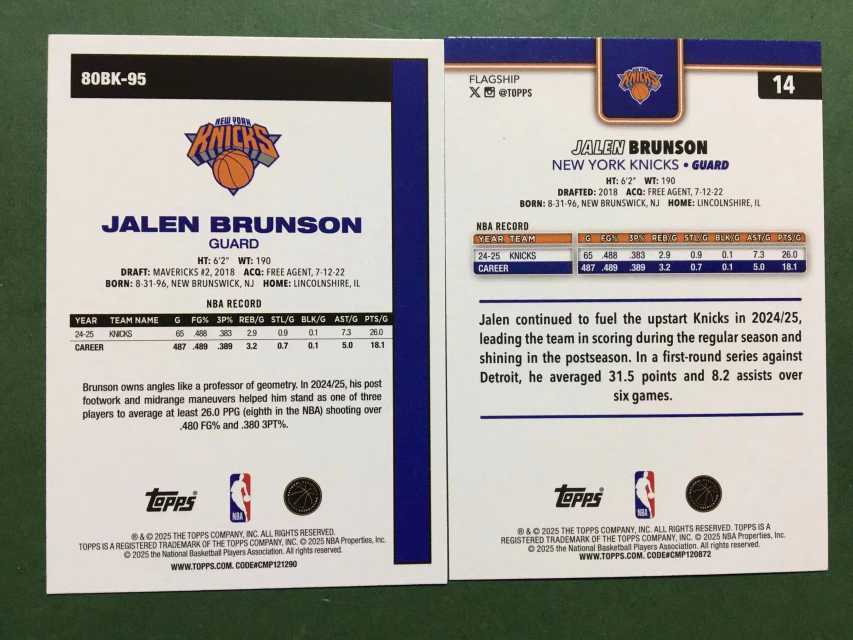 80BK-95
NEW YORK
KNICKS
JALEN BRUNSON
GUARD
HT: 6'2" WT: 190
DRAFT: MAVERICKS #2, 2018 ACQ: FREE AGENT, 7-12-22
BORN: 8-31-96, NEW BRUNSWICK, NJ HOME: LINCOLNSHIRE, IL
NBA RECORD
YEAR TEAM NAME G FG% 3P% REB/G STL/G BLK/G AST/G PTS/G
24-25 KNICKS 65 .488 .383 2.9 0.9 0.1 7.3 26.0
CAREER 487 .489 .389 3.2 0.7 0.1 5.0 18.1
Brunson owns angles like a professor of geometry. In 2024/25, his post
footwork and midrange maneuvers helped him stand as one of three
players to average at least 26.0 PPG (eighth in the NBA) shooting over
.480 FG% and .380 3PT%.
Topps®
NBA
® & © 2025 THE TOPPS COMPANY, INC. ALL RIGHTS RESERVED.
TOPPS IS A REGISTERED TRADEMARK OF THE TOPPS COMPANY, INC. © 2025 NBA Properties, Inc.
© 2025 the National Basketball Players Association. All rights reserved.
WWW.TOPPS.COM. CODE#CMP121290
FLAGSHIP
X @TOPPS
NEW YORK
KNICKS
14
JALEN BRUNSON
NEW YORK KNICKS • GUARD
HT: 6'2" WT: 190
DRAFTED: 2018 ACQ: FREE AGENT, 7-12-22
BORN: 8-31-96, NEW BRUNSWICK, NJ HOME: LINCOLNSHIRE, IL
NBA RECORD
YEAR TEAM G FG% 3P% REB/G STL/G BLK/G AST/G PTS/G
24-25 KNICKS 65 .488 .383 2.9 0.9 0.1 7.3 26.0
CAREER 487 .489 .389 3.2 0.7 0.1 5.0 18.1
Jalen continued to fuel the upstart Knicks in 2024/25,
leading the team in scoring during the regular season and
shining in the postseason. In a first-round series against
Detroit, he averaged 31.5 points and 8.2 assists over
six games.
Topps®
NBA
® & © 2025 THE TOPPS COMPANY, INC. ALL RIGHTS RESERVED. TOPPS IS A
REGISTERED TRADEMARK OF THE TOPPS COMPANY, INC. © 2025 NBA Properties, Inc.
© 2025 the National Basketball Players Association. All rights reserved.
WWW.TOPPS.COM CODE#CMP120872